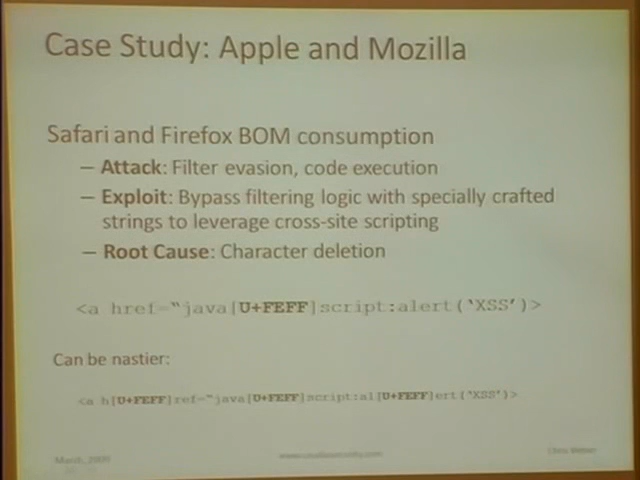 Case Study: Apple and Mozilla
Safari and Firefox BOM consumption
– Attack: Filter evasion, code execution
– Exploit: Bypass filtering logic with specially crafted
strings to leverage cross-site scripting
– Root Cause: Character deletion
<a href="java[U+FEFF]script:alert('XSS')>
Can be nastier:
<a h[U+FEFF]ref="java[U+FEFF]script:al[U+FEFF]ert('XSS')>
March, 2009
Chris Weber